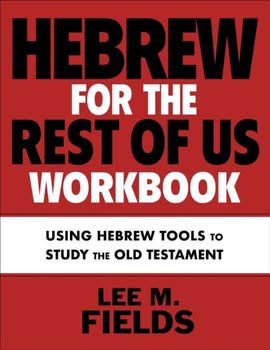 HEBREW
FOR THE
REST OF US
WORKBOOK
USING HEBREW TOOLS TO
STUDY THE OLD TESTAMENT
LEE M.
FIELDS